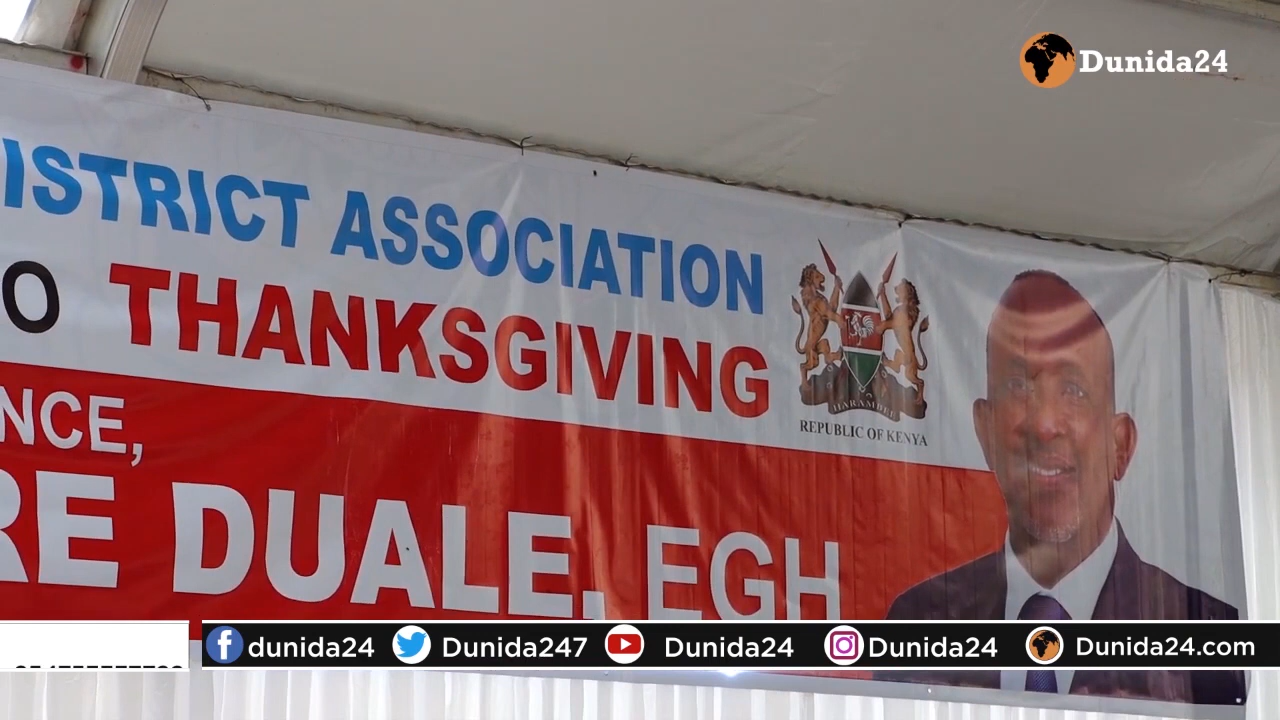 Dunida24
ISTRICT ASSOCIATION
O THANKSGIVING
HARAMBEE
REPUBLIC OF KENYA
NCE,
RE DUALE, EGH
dunida24 Dunida247 Dunida24 Dunida24 Dunida24.com